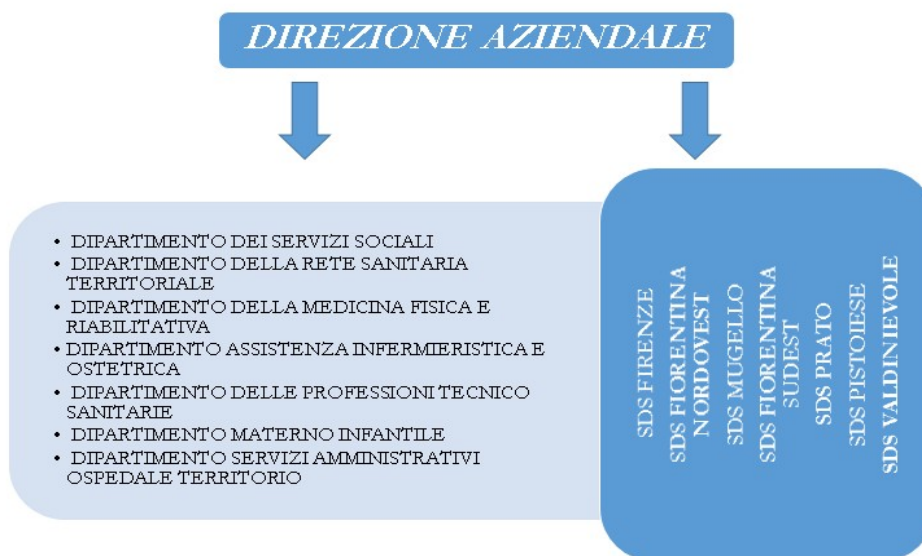 DIREZIONE AZIENDALE
• DIPARTIMENTO DEI SERVIZI SOCIALI
• DIPARTIMENTO DELLA RETE SANITARIA
TERRITORIALE
• DIPARTIMENTO DELLA MEDICINA FISICA E
RIABILITATIVA
• DIPARTIMENTO ASSISTENZA INFERMIERISTICA E
OSTETRICA
• DIPARTIMENTO DELLE PROFESSIONI TECNICO
SANITARIE
• DIPARTIMENTO MATERNO INFANTILE
• DIPARTIMENTO SERVIZI AMMINISTRATIVI
OSPEDALE TERRITORIO
SDS FIRENZE
SDS FIORENTINA
NORDOVEST
SDS MUGELLO
SDS FIORENTINA
SUDEST
SDS PRATO
SDS PISTOIESE
SDS VALDINIEVOLE